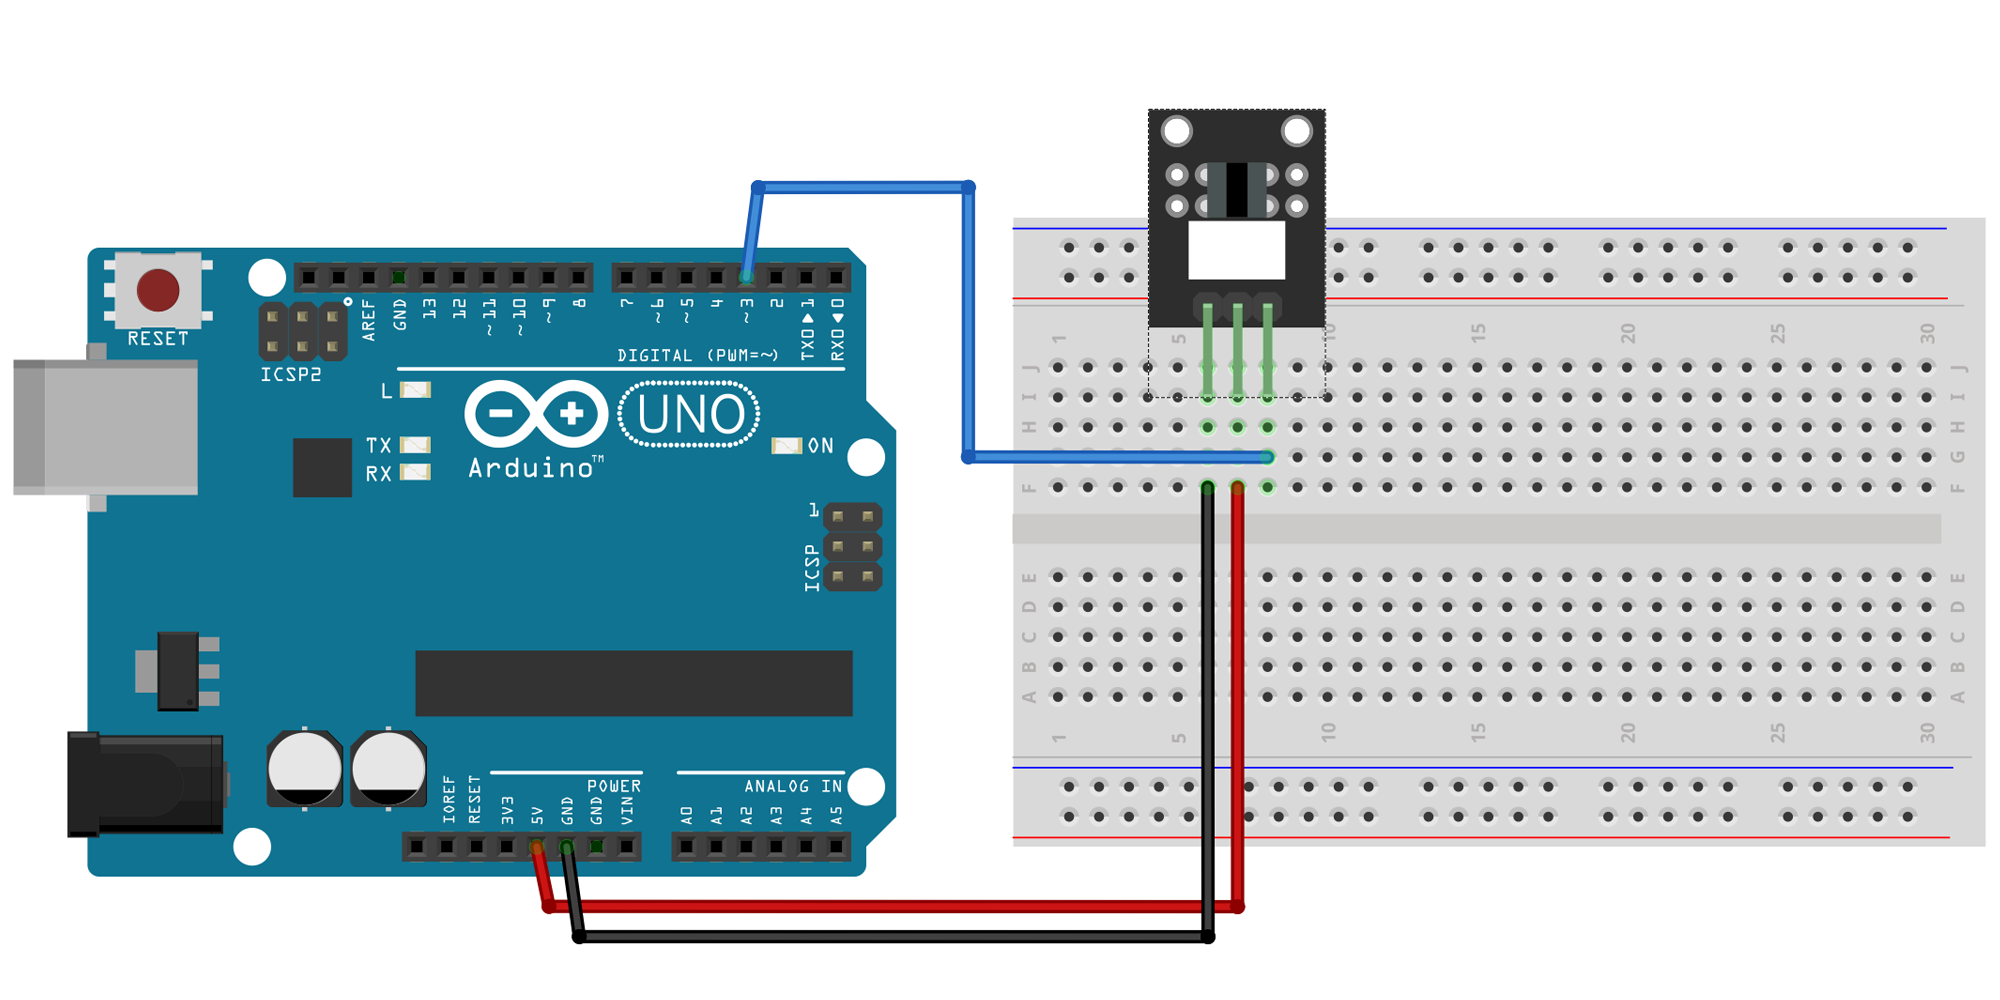 RESET
ICSP2
AREF
GND
13
12
~11
~10
~9
8
7
~6
~5
4
~3
2
TX0▶1
RX0◀0
DIGITAL (PWM=~)
L
TX
RX
Arduino™
UNO
ON
1
ICSP
IOREF
RESET
3V3
5V
GND
GND
VIN
POWER
A0
A1
A2
A3
A4
A5
ANALOG IN
1 5 10 15 20 25 30
J J
I I
H H
G G
F F
E E
D D
C C
B B
A A
1 5 10 15 20 25 30